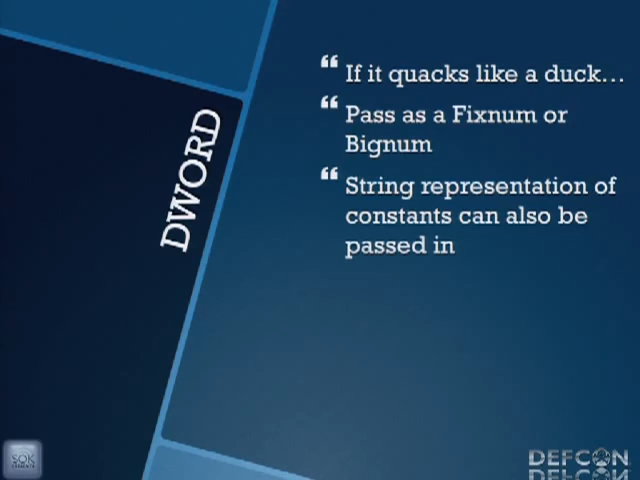 DWORD
“ If it quacks like a duck…
“ Pass as a Fixnum or
Bignum
“ String representation of
constants can also be
passed in
SOK
DEFCON